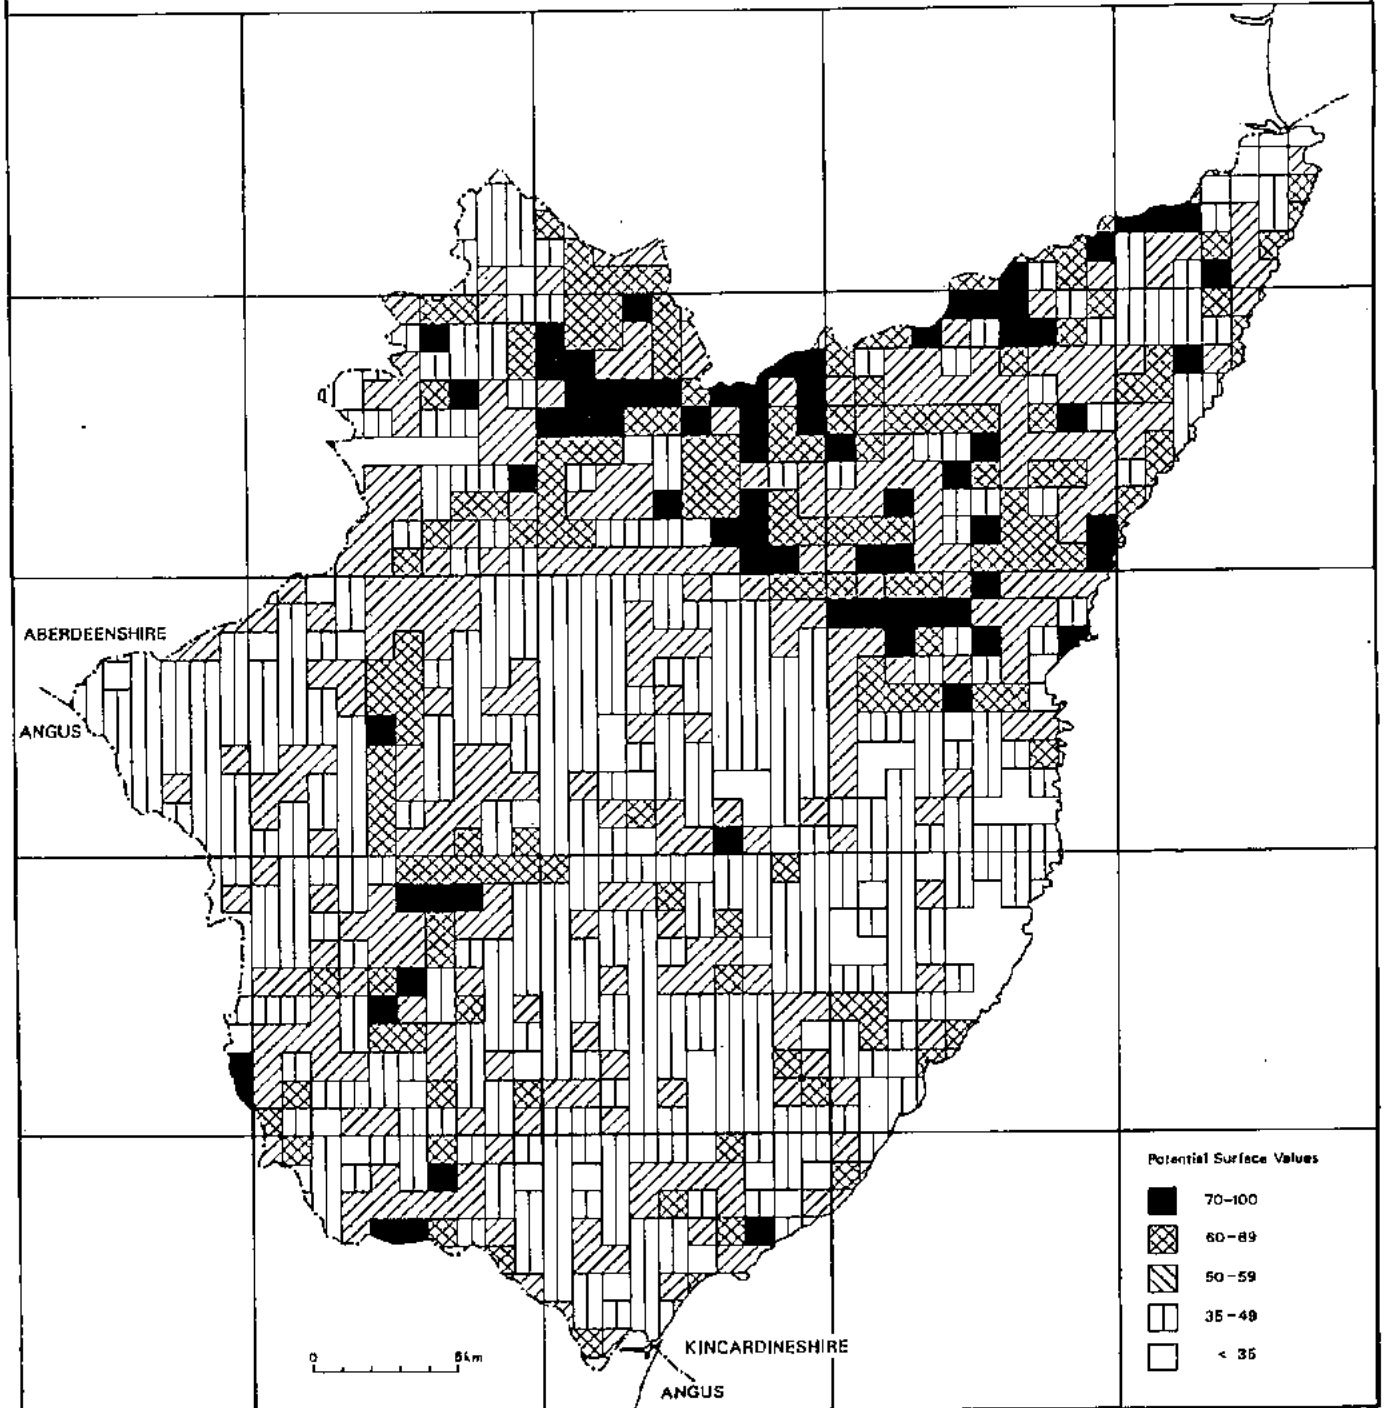 ABERDEENSHIRE
ANGUS
Potential Surface Values
70-100
60-69
50-59
35-49
< 35
0 5km
KINCARDINESHIRE
ANGUS